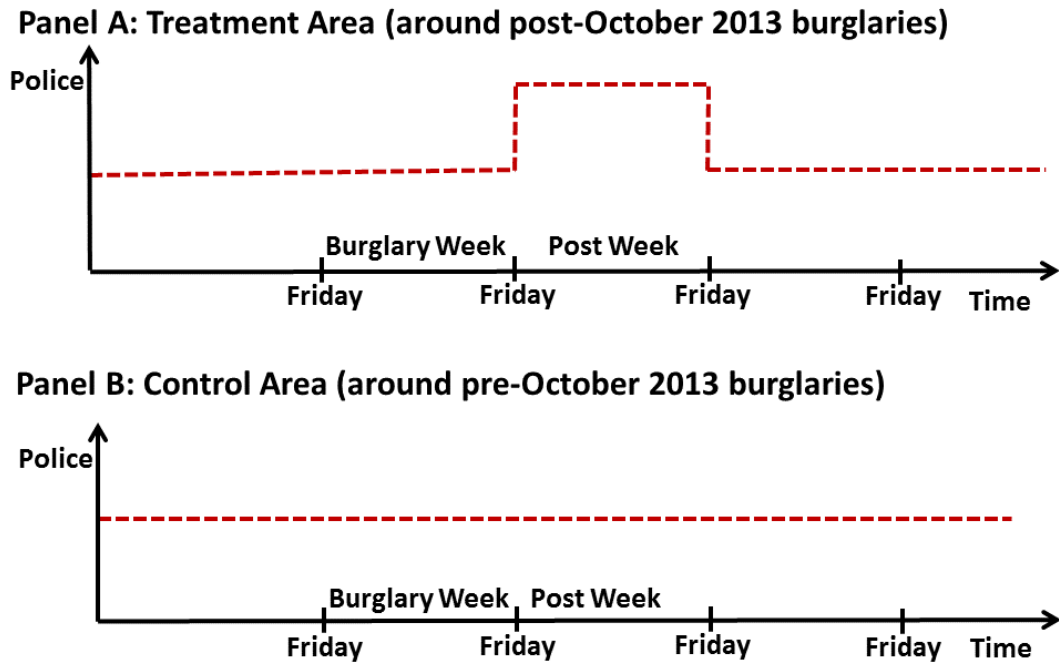 Panel A: Treatment Area (around post-October 2013 burglaries)
Police
Burglary Week Post Week
Friday Friday Friday Friday Time
Panel B: Control Area (around pre-October 2013 burglaries)
Police
Burglary Week Post Week
Friday Friday Friday Friday Time